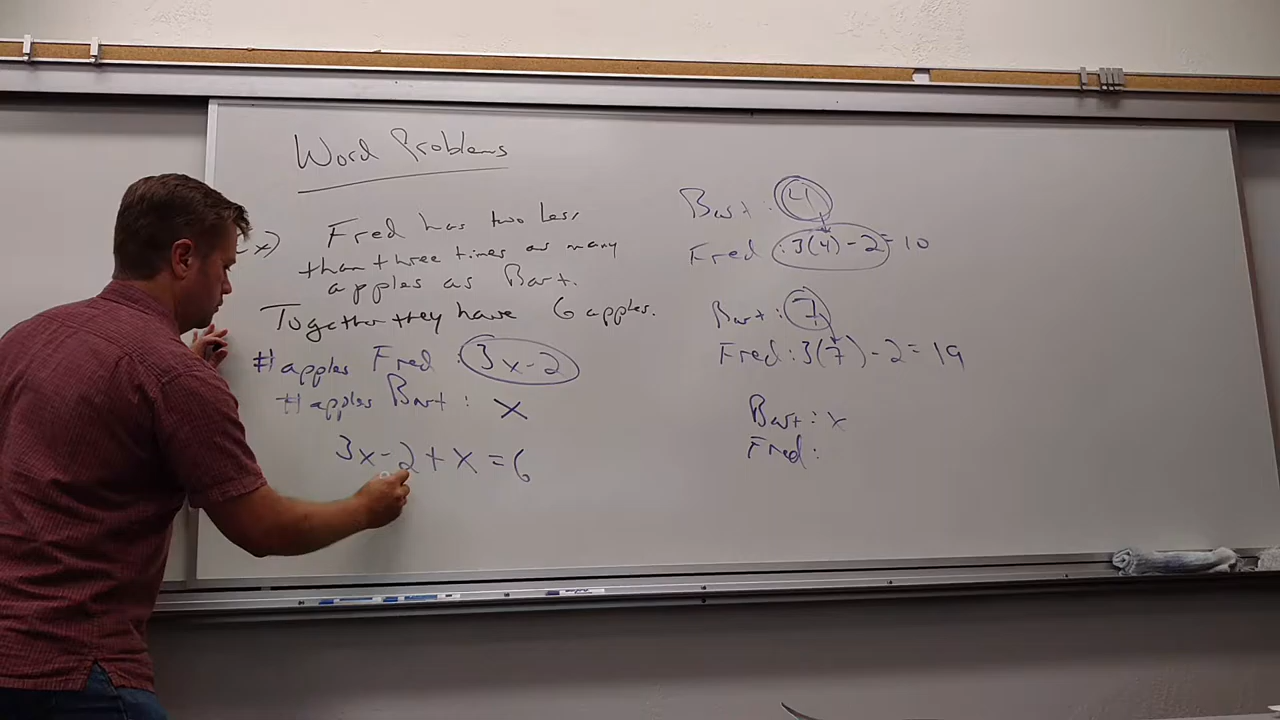 Word Problems
x) Fred has two less
than three times as many
apples as Bart.
Together they have 6 apples.
# apples Fred : 3x-2
# apples Bart : x
3x-2+x=6
Bart : 4
Fred : 3(4)-2=10
Bart : 7
Fred : 3(7)-2=19
Bart : x
Fred :